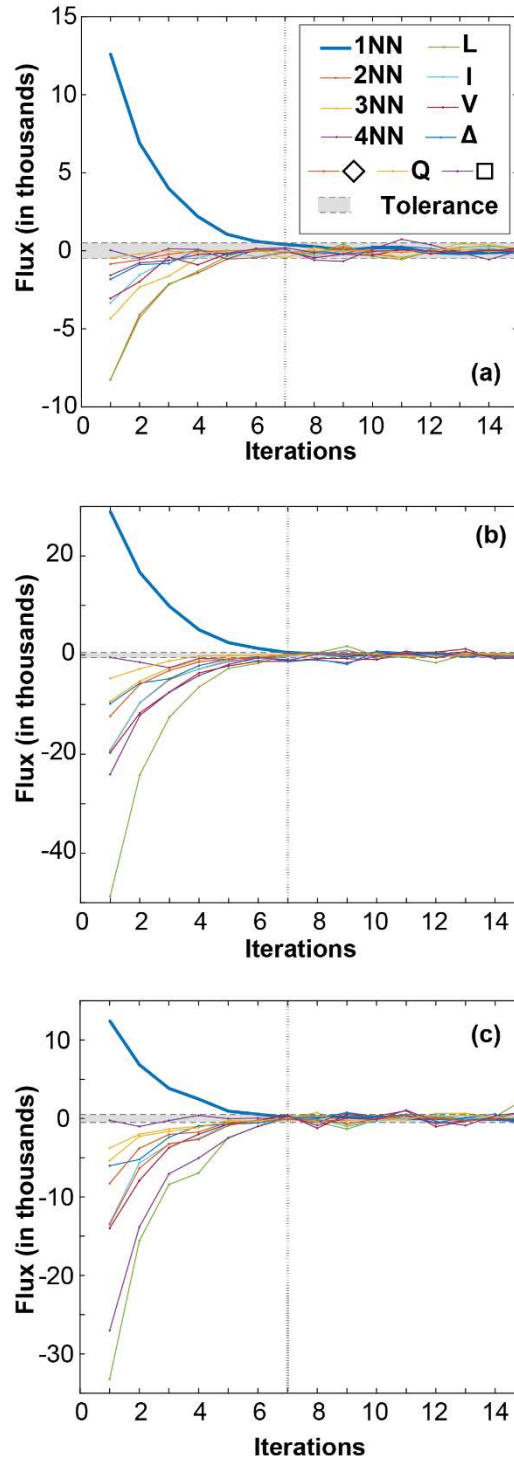 15
10
5
0
-5
-10
Flux (in thousands)
1NN L
2NN I
3NN V
4NN Δ
◇ Q □
Tolerance
(a)
0 2 4 6 8 10 12 14
Iterations
20
0
-20
-40
Flux (in thousands)
(b)
0 2 4 6 8 10 12 14
Iterations
10
0
-10
-20
-30
Flux (in thousands)
(c)
0 2 4 6 8 10 12 14
Iterations